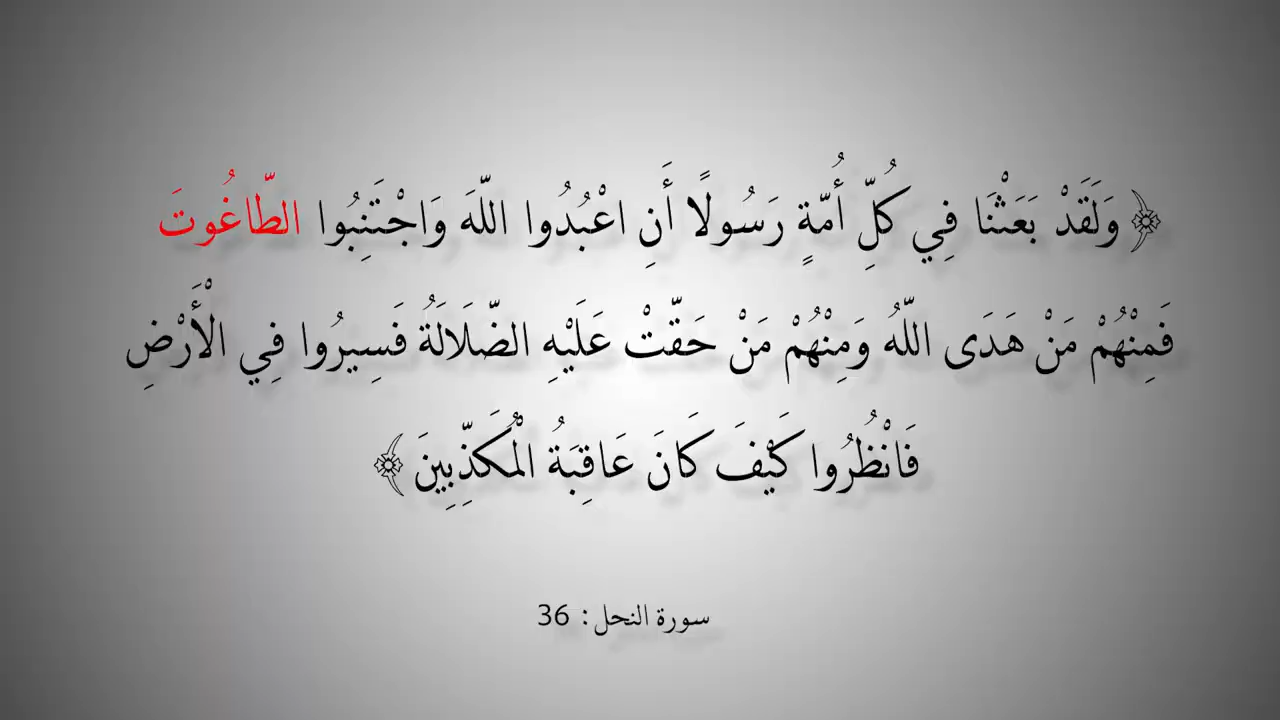 ﴿ وَلَقَدْ بَعَثْنَا فِي كُلِّ أُمَّةٍ رَسُولًا أَنِ اعْبُدُوا اللَّهَ وَاجْتَنِبُوا الطَّاغُوتَ
فَمِنْهُمْ مَنْ هَدَى اللَّهُ وَمِنْهُمْ مَنْ حَقَّتْ عَلَيْهِ الضَّلَالَةُ فَسِيرُوا فِي الْأَرْضِ
فَانْظُرُوا كَيْفَ كَانَ عَاقِبَةُ الْمُكَذِّبِينَ ﴾
سورة النحل: 36